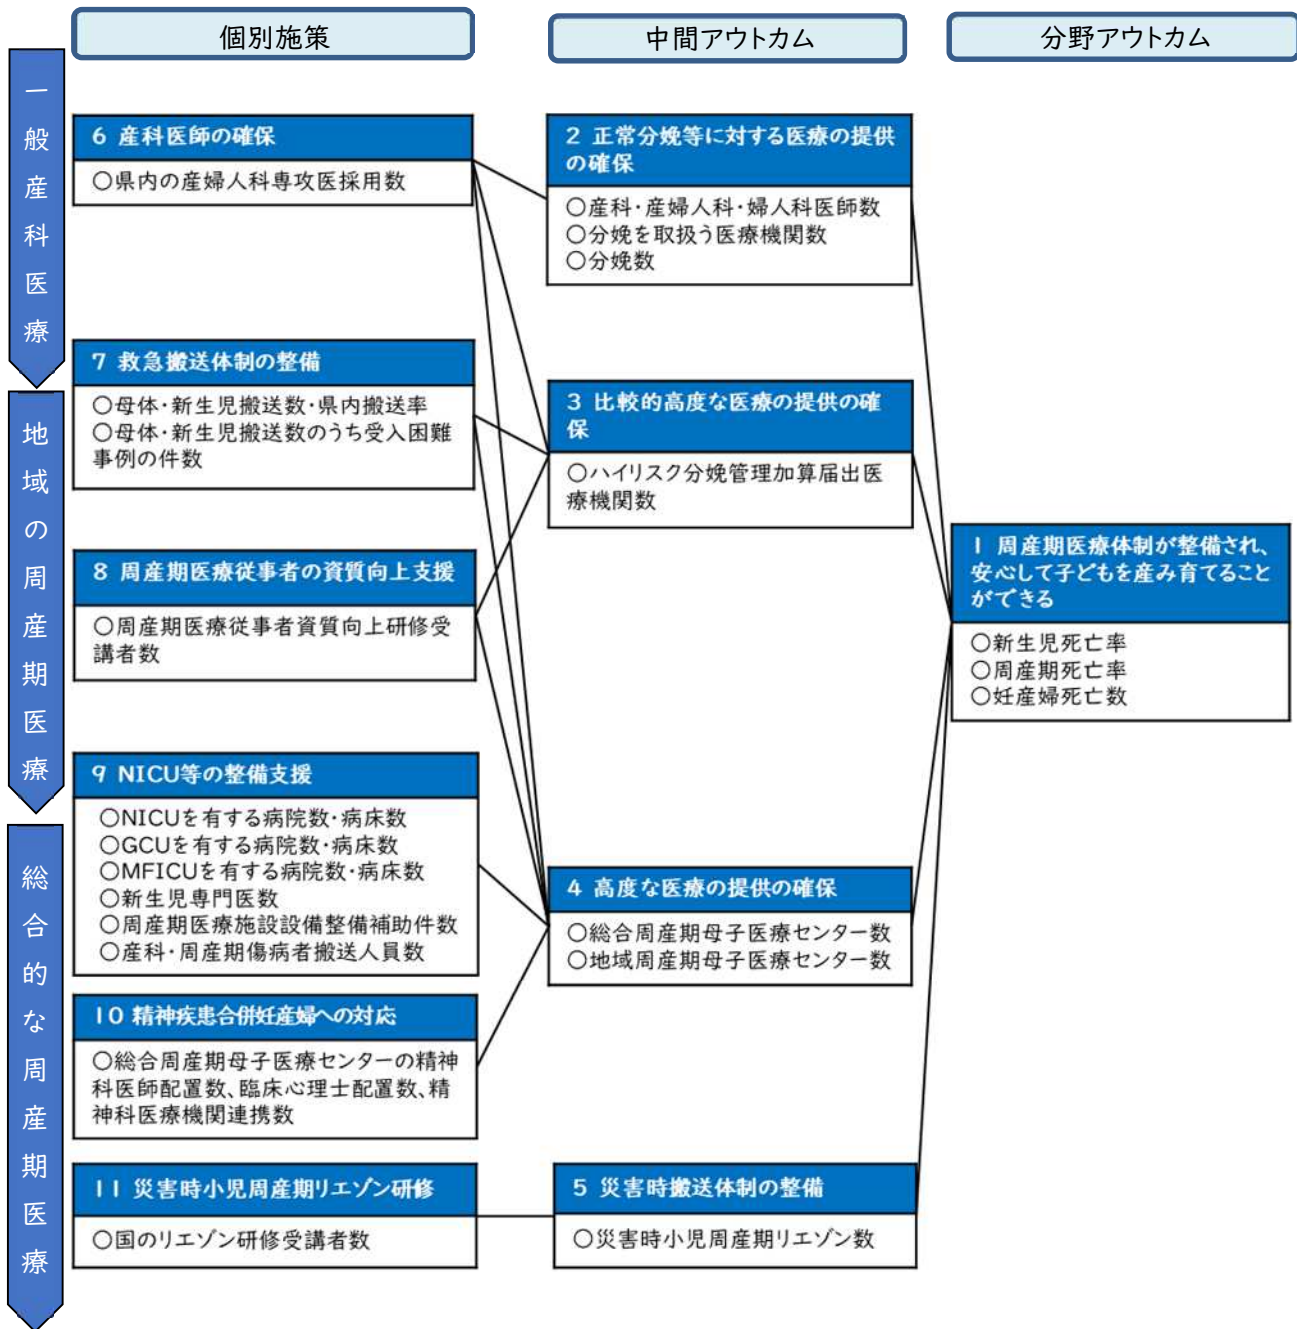 個別施策
中間アウトカム
分野アウトカム
一般産科医療
地域の周産期医療
総合的な周産期医療
6 産科医師の確保
○県内の産婦人科専攻医採用数
7 救急搬送体制の整備
○母体・新生児搬送数・県内搬送率
○母体・新生児搬送数のうち受入困難
事例の件数
8 周産期医療従事者の資質向上支援
○周産期医療従事者資質向上研修受
講者数
9 NICU等の整備支援
○NICUを有する病院数・病床数
○GCUを有する病院数・病床数
○MFICUを有する病院数・病床数
○新生児専門医数
○周産期医療施設設備整備補助件数
○産科・周産期傷病者搬送人員数
10 精神疾患合併妊産婦への対応
○総合周産期母子医療センターの精神
科医師配置数、臨床心理士配置数、精
神科医療機関連携数
11 災害時小児周産期リエゾン研修
○国のリエゾン研修受講者数
2 正常分娩等に対する医療の提供
の確保
○産科・産婦人科・婦人科医師数
○分娩を取扱う医療機関数
○分娩数
3 比較的高度な医療の提供の確
保
○ハイリスク分娩管理加算届出医
療機関数
4 高度な医療の提供の確保
○総合周産期母子医療センター数
○地域周産期母子医療センター数
5 災害時搬送体制の整備
○災害時小児周産期リエゾン数
1 周産期医療体制が整備され、
安心して子どもを産み育てること
ができる
○新生児死亡率
○周産期死亡率
○妊産婦死亡数